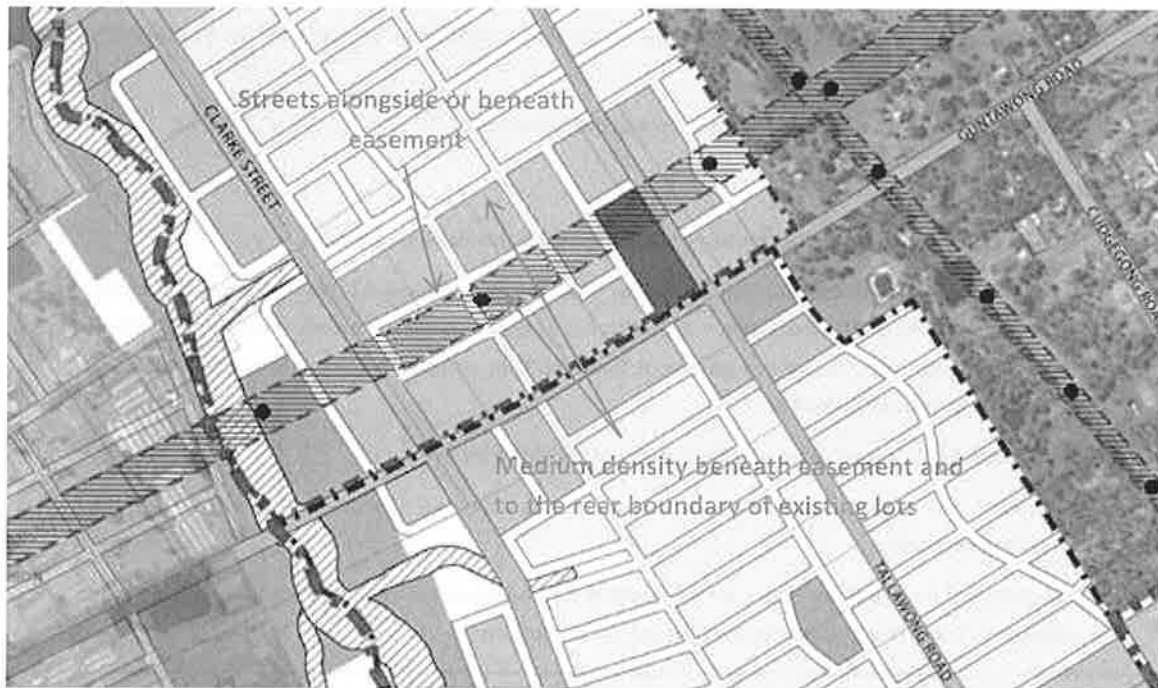 Streets alongside or beneath
easement
CLARKE STREET
GUNTAWONG ROAD
CUDGEGONG ROAD
Medium density beneath easement and
to the rear boundary of existing lots
TALLAWONG ROAD